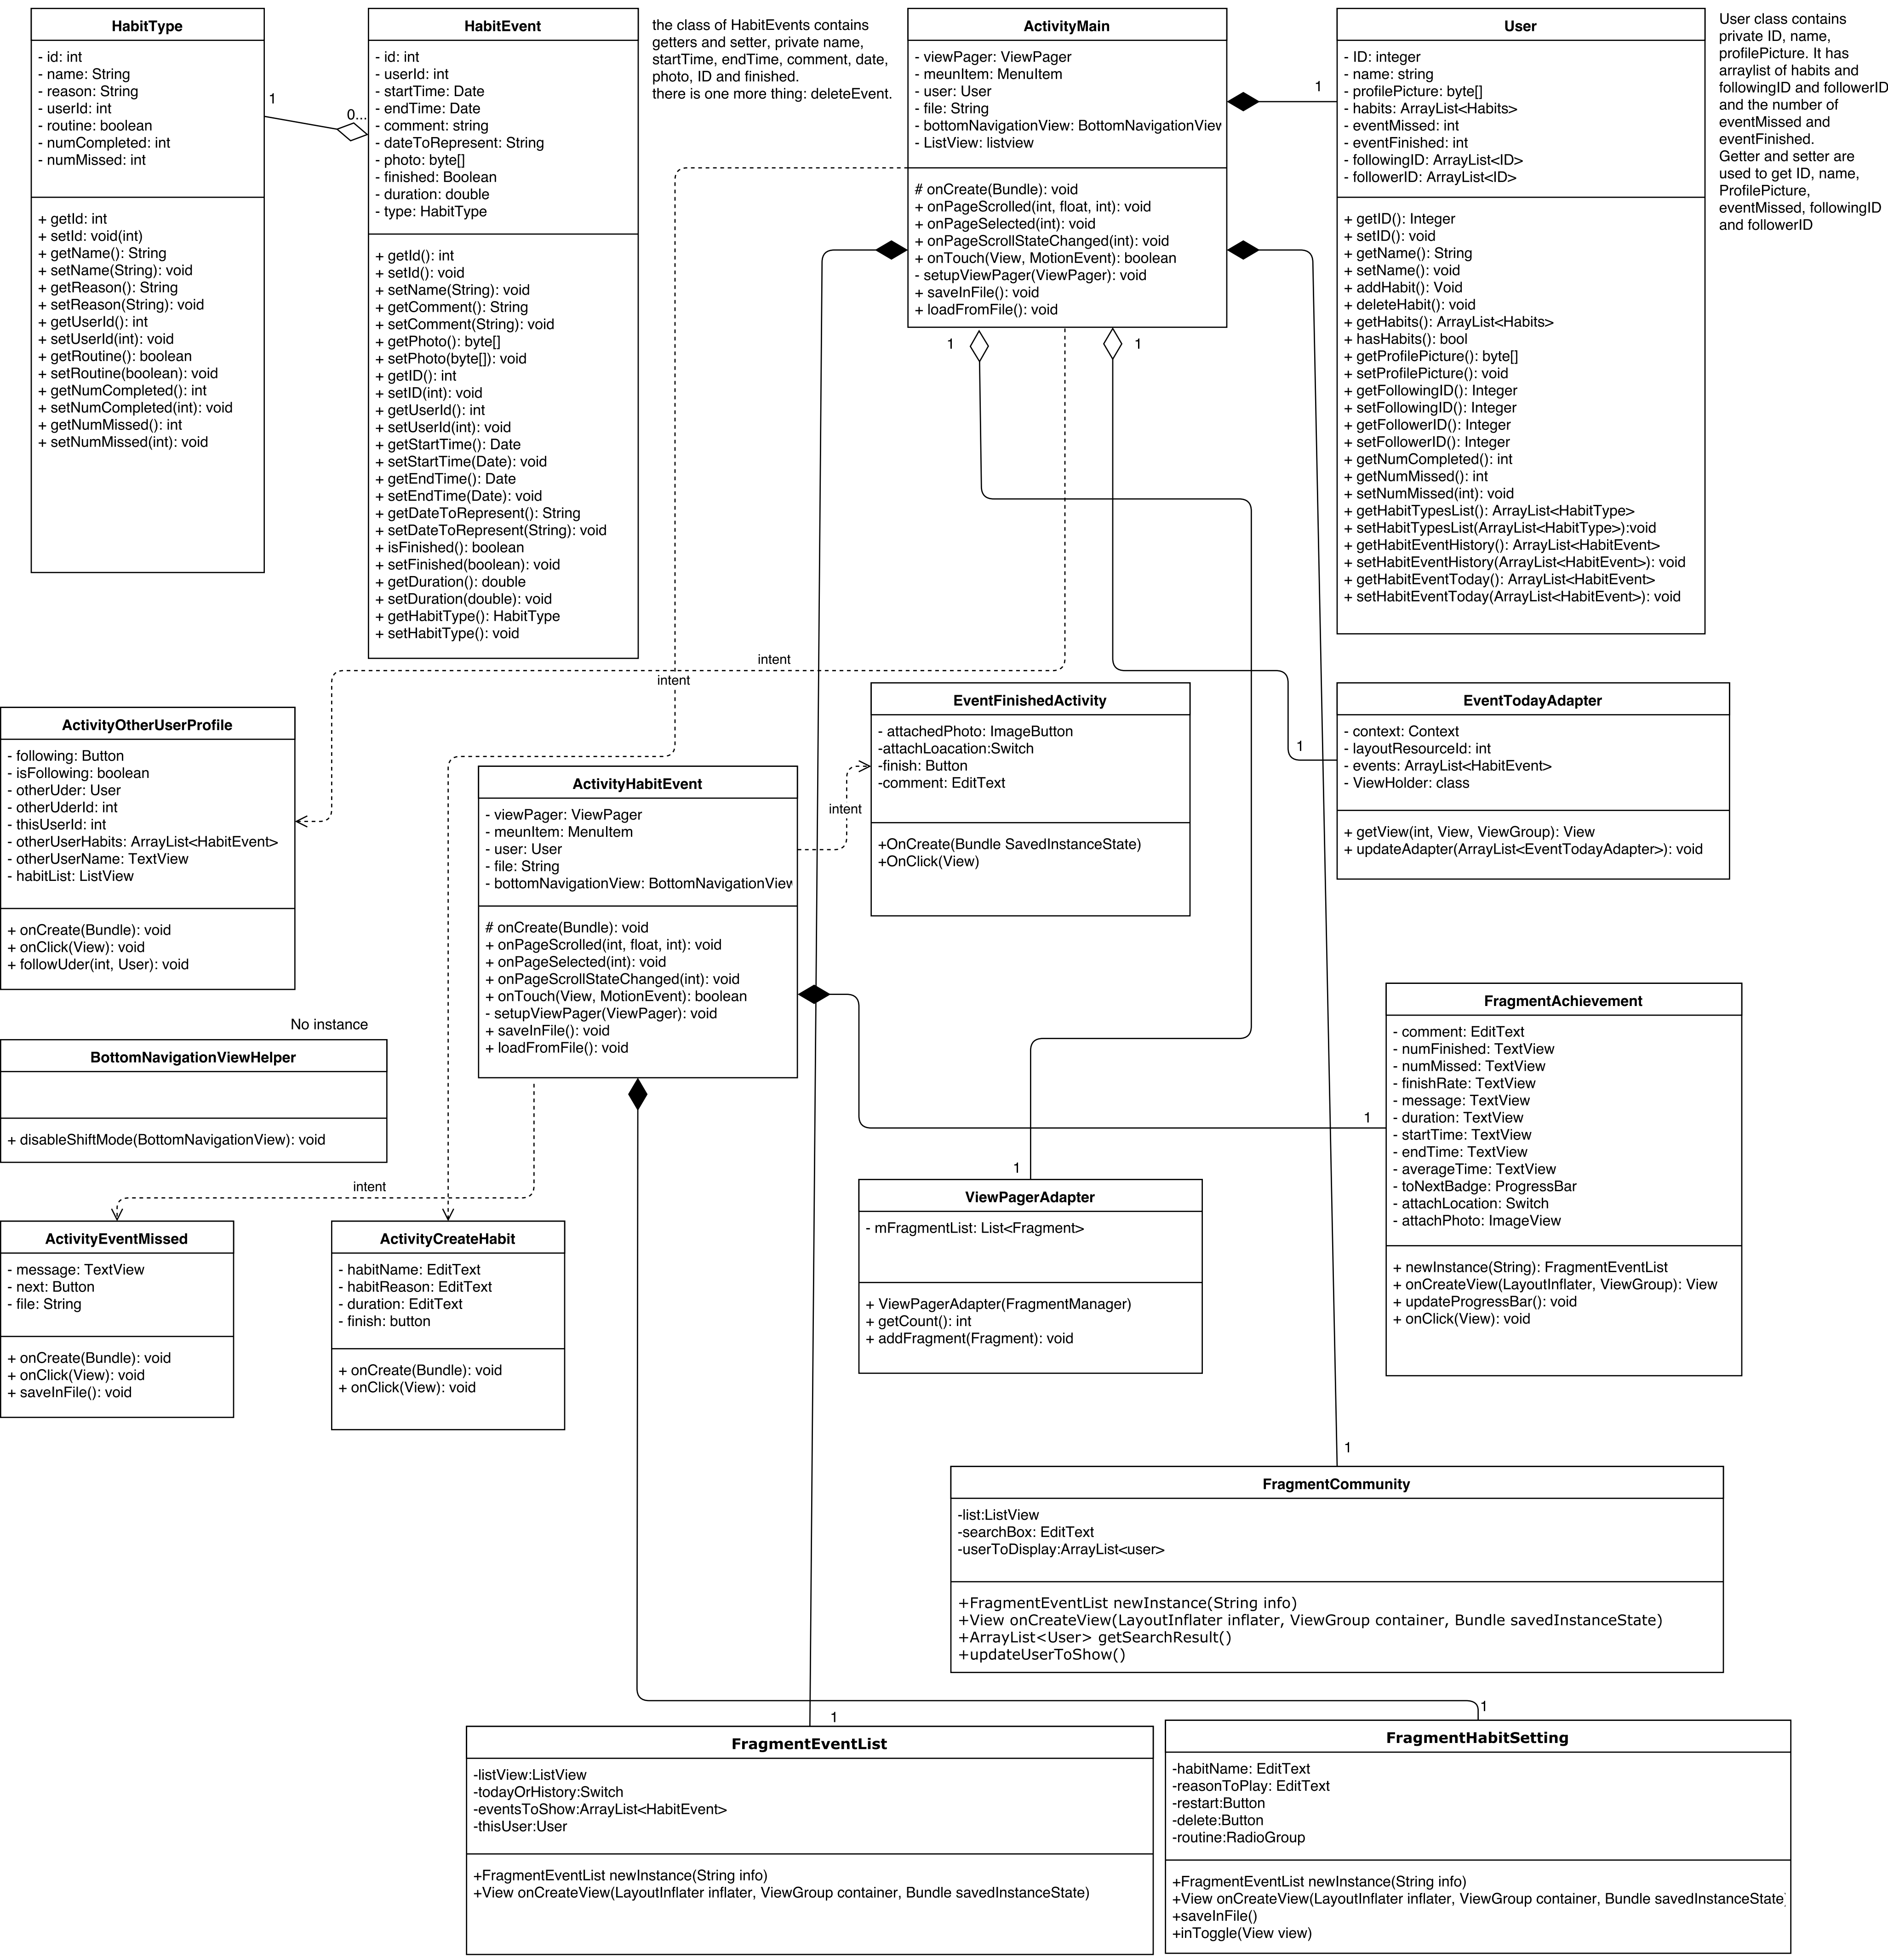 HabitType
- id: int
- name: String
- reason: String
- userId: int
- routine: boolean
- numCompleted: int
- numMissed: int
+ getId: int
+ setId: void(int)
+ getName(): String
+ setName(String): void
+ getReason(): String
+ setReason(String): void
+ getUserId(): int
+ setUserId(int): void
+ getRoutine(): boolean
+ setRoutine(boolean): void
+ getNumCompleted(): int
+ setNumCompleted(int): void
+ getNumMissed(): int
+ setNumMissed(int): void
1
0...
HabitEvent
- id: int
- userId: int
- startTime: Date
- endTime: Date
- comment: string
- dateToRepresent: String
- photo: byte[]
- finished: Boolean
- duration: double
- type: HabitType
+ getId(): int
+ setId(): void
+ setName(String): void
+ getComment(): String
+ setComment(String): void
+ getPhoto(): byte[]
+ setPhoto(byte[]): void
+ getID(): int
+ setID(int): void
+ getUserId(): int
+ setUserId(int): void
+ getStartTime(): Date
+ setStartTime(Date): void
+ getEndTime(): Date
+ setEndTime(Date): void
+ getDateToRepresent(): String
+ setDateToRepresent(String): void
+ isFinished(): boolean
+ setFinished(boolean): void
+ getDuration(): double
+ setDuration(double): void
+ getHabitType(): HabitType
+ setHabitType(): void
the class of HabitEvents contains
getters and setter, private name,
startTime, endTime, comment, date,
photo, ID and finished.
there is one more thing: deleteEvent.
ActivityMain
- viewPager: ViewPager
- meunItem: MenuItem
- user: User
- file: String
- bottomNavigationView: BottomNavigationView
- ListView: listview
# onCreate(Bundle): void
+ onPageScrolled(int, float, int): void
+ onPageSelected(int): void
+ onPageScrollStateChanged(int): void
+ onTouch(View, MotionEvent): boolean
- setupViewPager(ViewPager): void
+ saveInFile(): void
+ loadFromFile(): void
1
1
1
User
- ID: integer
- name: string
- profilePicture: byte[]
- habits: ArrayList<Habits>
- eventMissed: int
- eventFinished: int
- followingID: ArrayList<ID>
- followerID: ArrayList<ID>
+ getID(): Integer
+ setID(): void
+ getName(): String
+ setName(): void
+ addHabit(): Void
+ deleteHabit(): void
+ getHabits(): ArrayList<Habits>
+ hasHabits(): bool
+ getProfilePicture(): byte[]
+ setProfilePicture(): void
+ getFollowingID(): Integer
+ setFollowingID(): Integer
+ getFollowerID(): Integer
+ setFollowerID(): Integer
+ getNumCompleted(): int
+ getNumMissed(): int
+ setNumMissed(int): void
+ getHabitTypesList(): ArrayList<HabitType>
+ setHabitTypesList(ArrayList<HabitType>):void
+ getHabitEventHistory(): ArrayList<HabitEvent>
+ setHabitEventHistory(ArrayList<HabitEvent>): void
+ getHabitEventToday(): ArrayList<HabitEvent>
+ setHabitEventToday(ArrayList<HabitEvent>): void
User class contains
private ID, name,
profilePicture. It has
arraylist of habits and
followingID and followerID
and the number of
eventMissed and
eventFinished.
Getter and setter are
used to get ID, name,
ProfilePicture,
eventMissed, followingID
and followerID
intent
intent
ActivityOtherUserProfile
- following: Button
- isFollowing: boolean
- otherUder: User
- otherUderId: int
- thisUserId: int
- otherUserHabits: ArrayList<HabitEvent>
- otherUserName: TextView
- habitList: ListView
+ onCreate(Bundle): void
+ onClick(View): void
+ followUder(int, User): void
ActivityHabitEvent
- viewPager: ViewPager
- meunItem: MenuItem
- user: User
- file: String
- bottomNavigationView: BottomNavigationView
# onCreate(Bundle): void
+ onPageScrolled(int, float, int): void
+ onPageSelected(int): void
+ onPageScrollStateChanged(int): void
+ onTouch(View, MotionEvent): boolean
- setupViewPager(ViewPager): void
+ saveInFile(): void
+ loadFromFile(): void
intent
EventFinishedActivity
- attachedPhoto: ImageButton
-attachLoacation:Switch
-finish: Button
-comment: EditText
+OnCreate(Bundle SavedInstanceState)
+OnClick(View)
1
EventTodayAdapter
- context: Context
- layoutResourceId: int
- events: ArrayList<HabitEvent>
- ViewHolder: class
+ getView(int, View, ViewGroup): View
+ updateAdapter(ArrayList<EventTodayAdapter>): void
No instance
BottomNavigationViewHelper
+ disableShiftMode(BottomNavigationView): void
intent
ActivityEventMissed
- message: TextView
- next: Button
- file: String
+ onCreate(Bundle): void
+ onClick(View): void
+ saveInFile(): void
ActivityCreateHabit
- habitName: EditText
- habitReason: EditText
- duration: EditText
- finish: button
+ onCreate(Bundle): void
+ onClick(View): void
1
ViewPagerAdapter
- mFragmentList: List<Fragment>
+ ViewPagerAdapter(FragmentManager)
+ getCount(): int
+ addFragment(Fragment): void
1
FragmentAchievement
- comment: EditText
- numFinished: TextView
- numMissed: TextView
- finishRate: TextView
- message: TextView
- duration: TextView
- startTime: TextView
- endTime: TextView
- averageTime: TextView
- toNextBadge: ProgressBar
- attachLocation: Switch
- attachPhoto: ImageView
+ newInstance(String): FragmentEventList
+ onCreateView(LayoutInflater, ViewGroup): View
+ updateProgressBar(): void
+ onClick(View): void
1
FragmentCommunity
-list:ListView
-searchBox: EditText
-userToDisplay:ArrayList<user>
+FragmentEventList newInstance(String info)
+View onCreateView(LayoutInflater inflater, ViewGroup container, Bundle savedInstanceState)
+ArrayList<User> getSearchResult()
+updateUserToShow()
1
FragmentEventList
-listView:ListView
-todayOrHistory:Switch
-eventsToShow:ArrayList<HabitEvent>
-thisUser:User
+FragmentEventList newInstance(String info)
+View onCreateView(LayoutInflater inflater, ViewGroup container, Bundle savedInstanceState)
1
FragmentHabitSetting
-habitName: EditText
-reasonToPlay: EditText
-restart:Button
-delete:Button
-routine:RadioGroup
+FragmentEventList newInstance(String info)
+View onCreateView(LayoutInflater inflater, ViewGroup container, Bundle savedInstanceState)
+saveInFile()
+inToggle(View view)